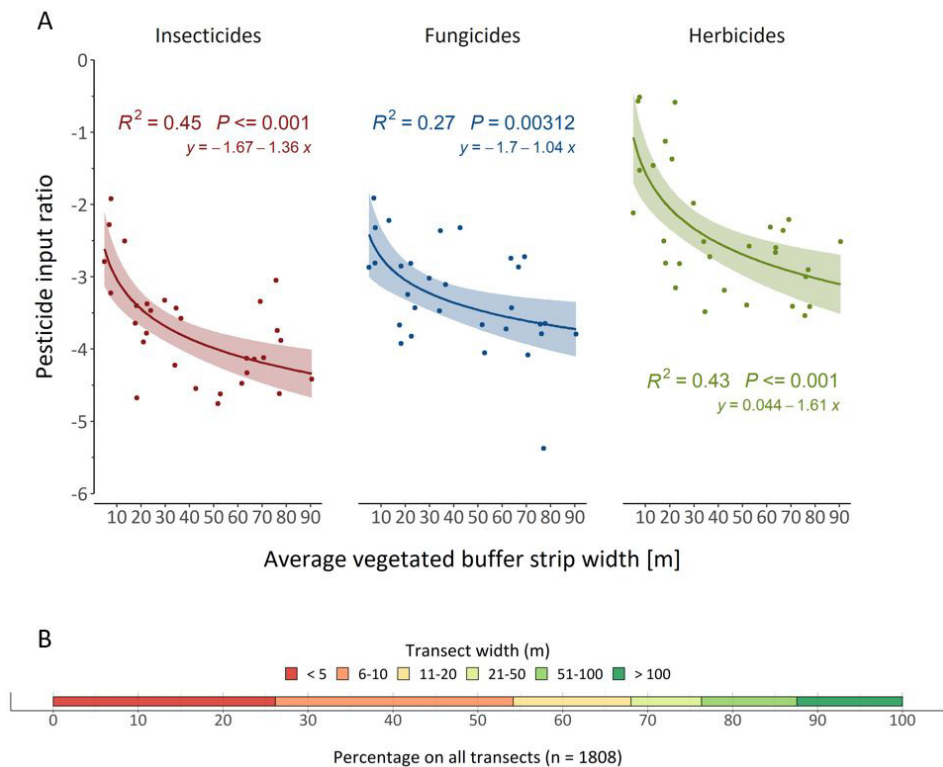 A
Insecticides Fungicides Herbicides
0
R² = 0.45 P <= 0.001 R² = 0.27 P = 0.00312
y = −1.67 − 1.36 x y = −1.7 − 1.04 x
-1
-2
-3
-4
R² = 0.43 P <= 0.001
y = 0.044 − 1.61 x
-5
-6
Pesticide input ratio
10 20 30 40 50 60 70 80 90 10 20 30 40 50 60 70 80 90 10 20 30 40 50 60 70 80 90
Average vegetated buffer strip width [m]
B
Transect width (m)
< 5 6-10 11-20 21-50 51-100 > 100
0 10 20 30 40 50 60 70 80 90 100
Percentage on all transects (n = 1808)